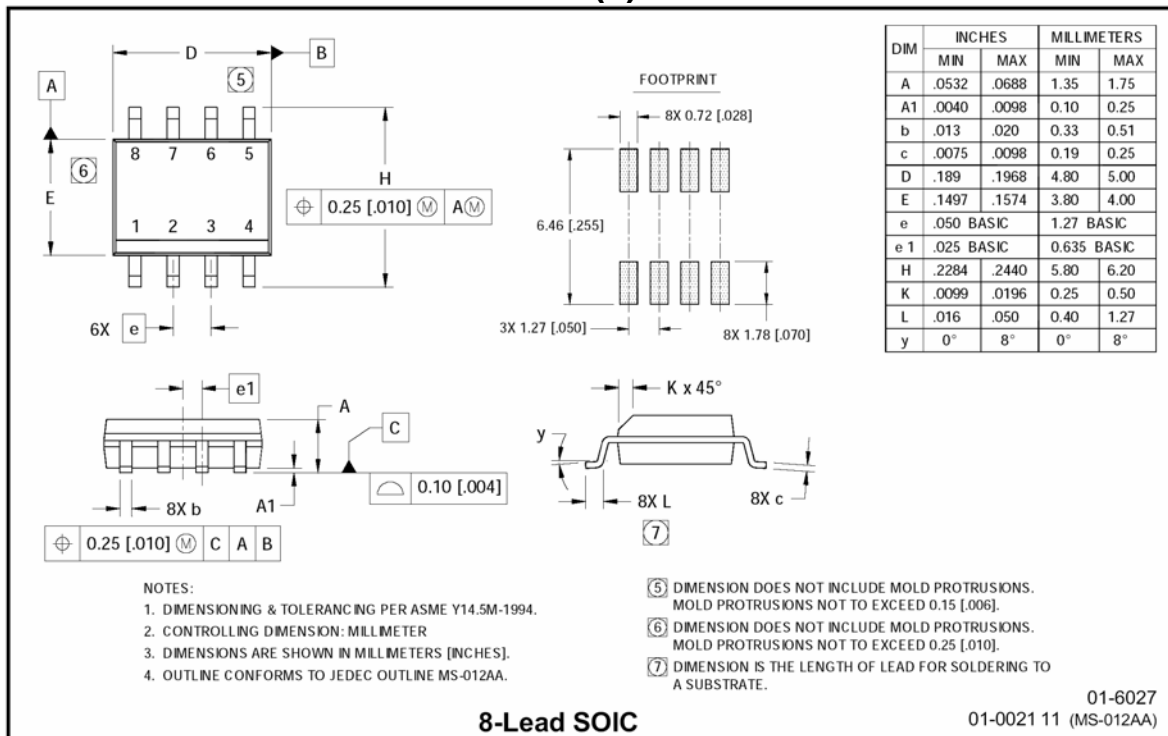 D
B
5
A
8 7 6 5
6
E
H
0.25 [.010] M A M
1 2 3 4
6X e
FOOTPRINT
8X 0.72 [.028]
6.46 [.255]
3X 1.27 [.050]
8X 1.78 [.070]
DIM INCHES MILLIMETERS
MIN MAX MIN MAX
A .0532 .0688 1.35 1.75
A1 .0040 .0098 0.10 0.25
b .013 .020 0.33 0.51
c .0075 .0098 0.19 0.25
D .189 .1968 4.80 5.00
E .1497 .1574 3.80 4.00
e .050 BASIC 1.27 BASIC
e 1 .025 BASIC 0.635 BASIC
H .2284 .2440 5.80 6.20
K .0099 .0196 0.25 0.50
L .016 .050 0.40 1.27
y 0° 8° 0° 8°
e1
A
C
0.10 [.004]
8X b
A1
0.25 [.010] M C A B
K x 45°
y
8X L
8X c
7
NOTES:
1. DIMENSIONING & TOLERANCING PER ASME Y14.5M-1994.
2. CONTROLLING DIMENSION: MILLIMETER
3. DIMENSIONS ARE SHOWN IN MILLIMETERS [INCHES].
4. OUTLINE CONFORMS TO JEDEC OUTLINE MS-012AA.
5 DIMENSION DOES NOT INCLUDE MOLD PROTRUSIONS.
MOLD PROTRUSIONS NOT TO EXCEED 0.15 [.006].
6 DIMENSION DOES NOT INCLUDE MOLD PROTRUSIONS.
MOLD PROTRUSIONS NOT TO EXCEED 0.25 [.010].
7 DIMENSION IS THE LENGTH OF LEAD FOR SOLDERING TO
A SUBSTRATE.
8-Lead SOIC
01-6027
01-0021 11 (MS-012AA)